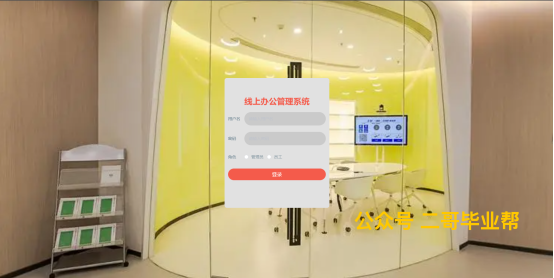 线上办公管理系统
用户名
密码
角色 管理员 员工
登录
公众号 二哥毕业帮